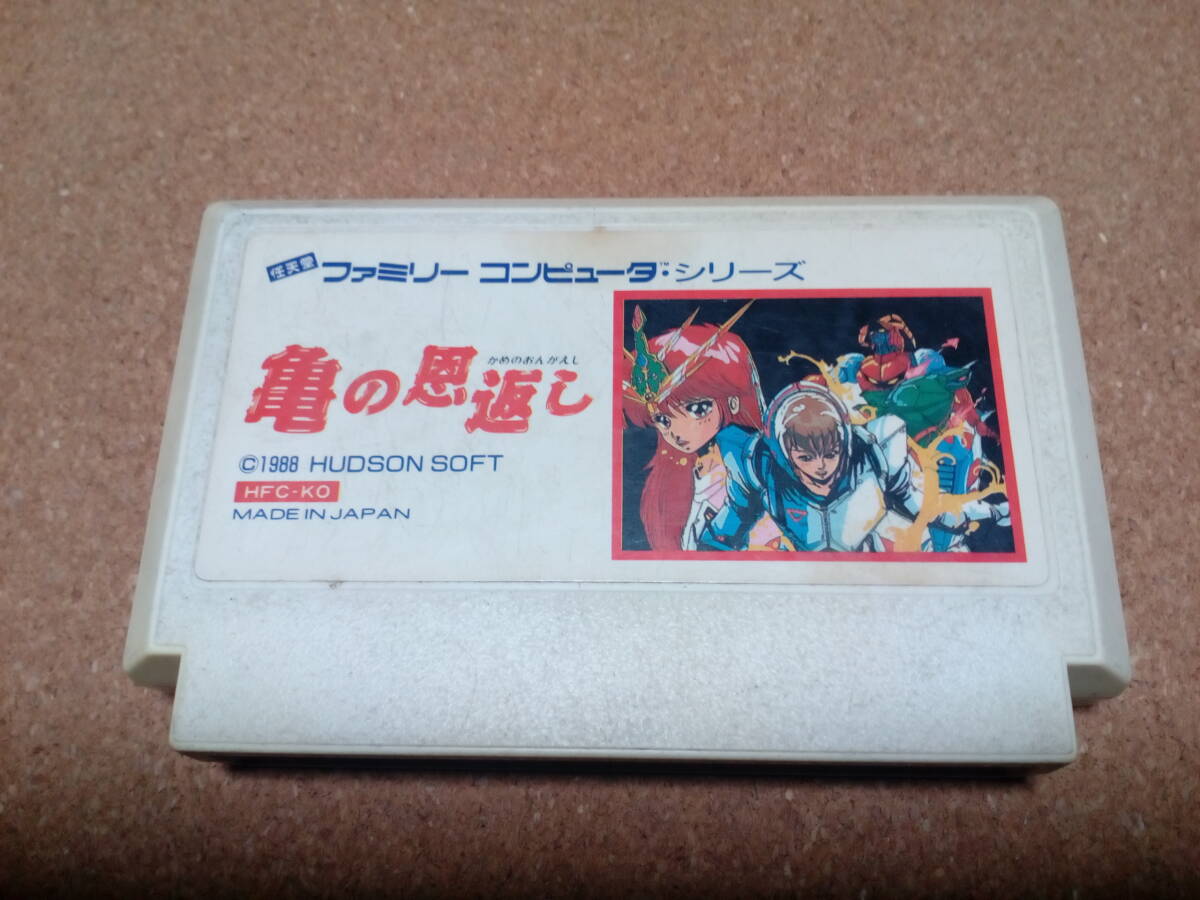 任天堂 ファミリー コンピュータ™ シリーズ
かめのおんがえし
亀の恩返し
©1988 HUDSON SOFT
HFC-KO
MADE IN JAPAN